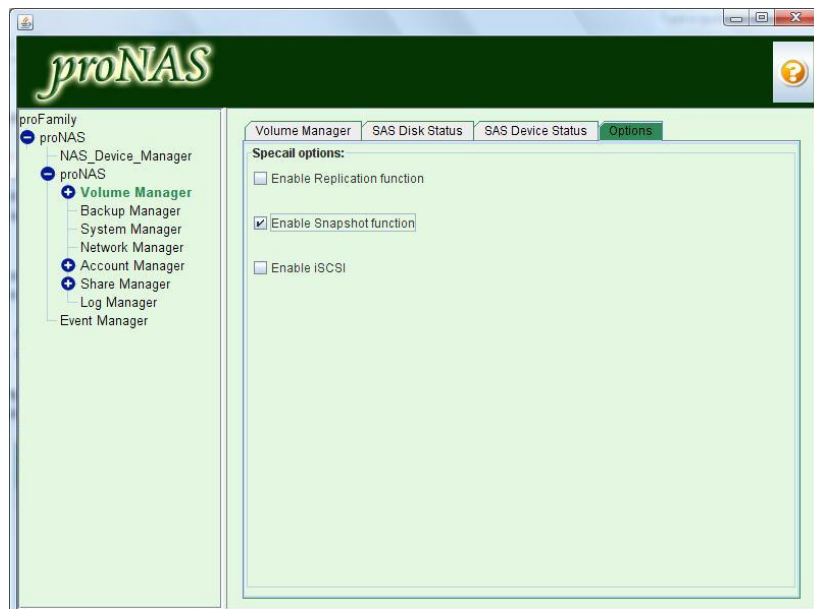 proNAS
proFamily
proNAS
NAS_Device_Manager
proNAS
Volume Manager
Backup Manager
System Manager
Network Manager
Account Manager
Share Manager
Log Manager
Event Manager
Volume Manager SAS Disk Status SAS Device Status Options
Specail options:
Enable Replication function
Enable Snapshot function
Enable iSCSI